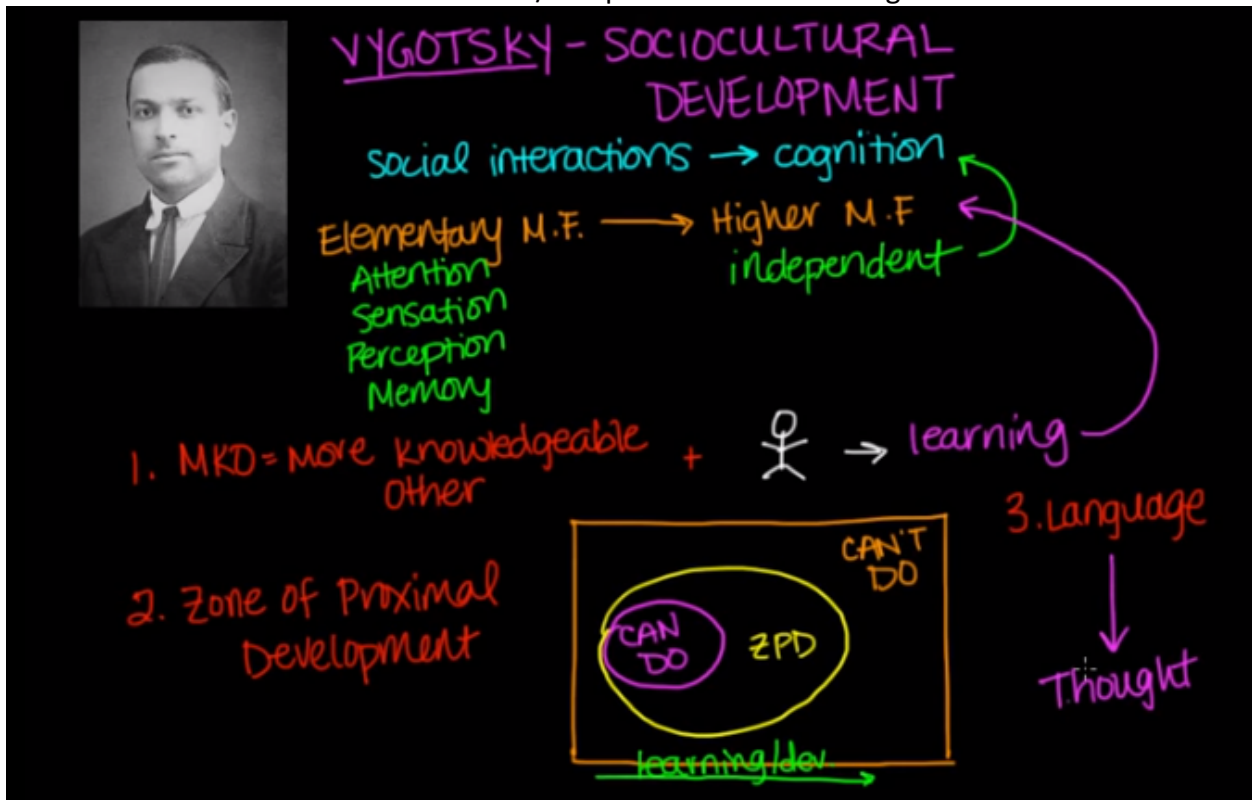 VYGOTSKY - SOCIOCULTURAL
DEVELOPMENT
social interactions → cognition
Elementary M.F. → Higher M.F
independent
Attention
Sensation
Perception
Memory
1. MKO = More Knowledgeable
Other
+ → learning
2. Zone of Proximal
Development
CAN'T
DO
CAN
DO
ZPD
learning/dev.
3. Language
Thought